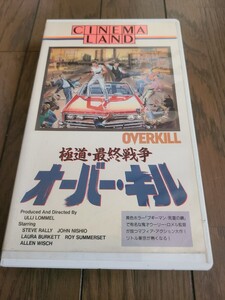 CINEMA
LAND
OVERKILL
極道・最終戦争
オーバー・キル
Produced And Directed By
ULLI LOMMEL
Starring
STEVE RALLY JOHN NISHIO
LAURA BURKETT ROY SUMMERSET
ALLEN WISCH